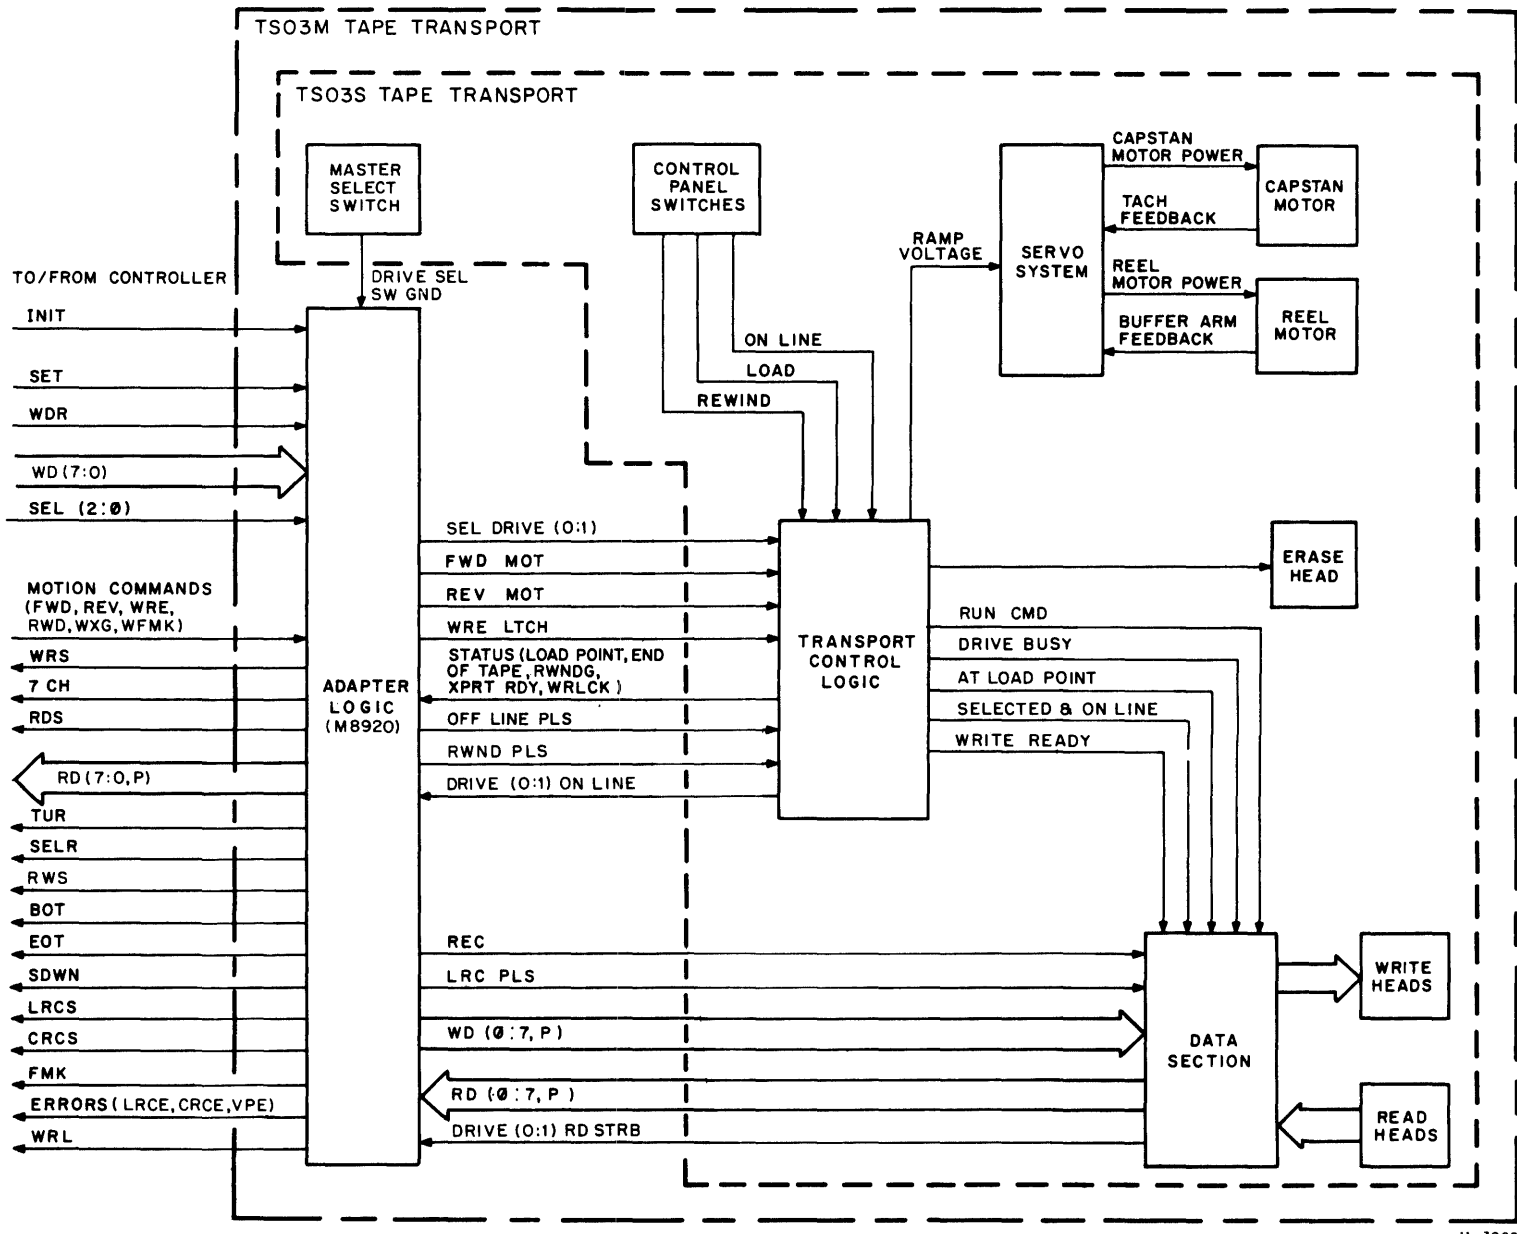 TS03M TAPE TRANSPORT
TS03S TAPE TRANSPORT
MASTER
SELECT
SWITCH
CONTROL
PANEL
SWITCHES
CAPSTAN
MOTOR POWER
CAPSTAN
MOTOR
TACH
FEEDBACK
SERVO
SYSTEM
RAMP
VOLTAGE
REEL
MOTOR POWER
REEL
MOTOR
BUFFER ARM
FEEDBACK
TO/FROM CONTROLLER
DRIVE SEL
SW GND
INIT
SET
WDR
WD (7:0)
SEL (2:0)
MOTION COMMANDS
(FWD, REV, WRE,
RWD, WXG, WFMK)
WRS
7 CH
RDS
RD (7:0, P)
TUR
SELR
RWS
BOT
EOT
SDWN
LRCS
CRCS
FMK
ERRORS (LRCE, CRCE, VPE)
WRL
ADAPTER
LOGIC
(M8920)
ON LINE
LOAD
REWIND
SEL DRIVE (0:1)
FWD MOT
REV MOT
WRE LTCH
STATUS (LOAD POINT, END
OF TAPE, RWNDG,
XPRT RDY, WRLCK)
OFF LINE PLS
RWND PLS
DRIVE (0:1) ON LINE
TRANSPORT
CONTROL
LOGIC
ERASE
HEAD
RUN CMD
DRIVE BUSY
AT LOAD POINT
SELECTED & ON LINE
WRITE READY
REC
LRC PLS
WD (0:7, P)
RD (0:7, P)
DRIVE (0:1) RD STRB
DATA
SECTION
WRITE
HEADS
READ
HEADS